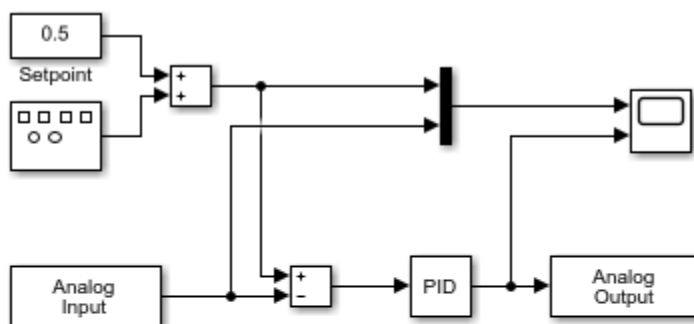 0.5
Setpoint
+
+
Analog
Input
+
−
PID
Analog
Output